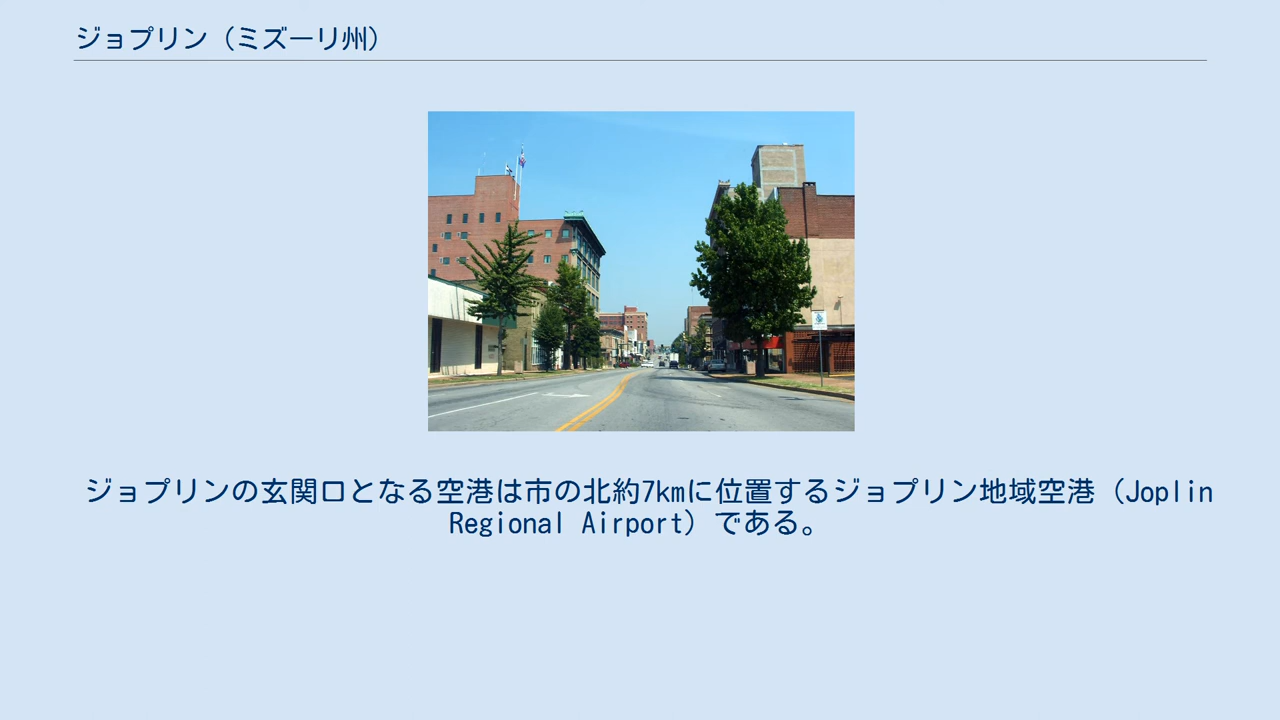 ジョプリン（ミズーリ州）
ジョプリンの玄関口となる空港は市の北約7kmに位置するジョプリン地域空港（Joplin
Regional Airport）である。